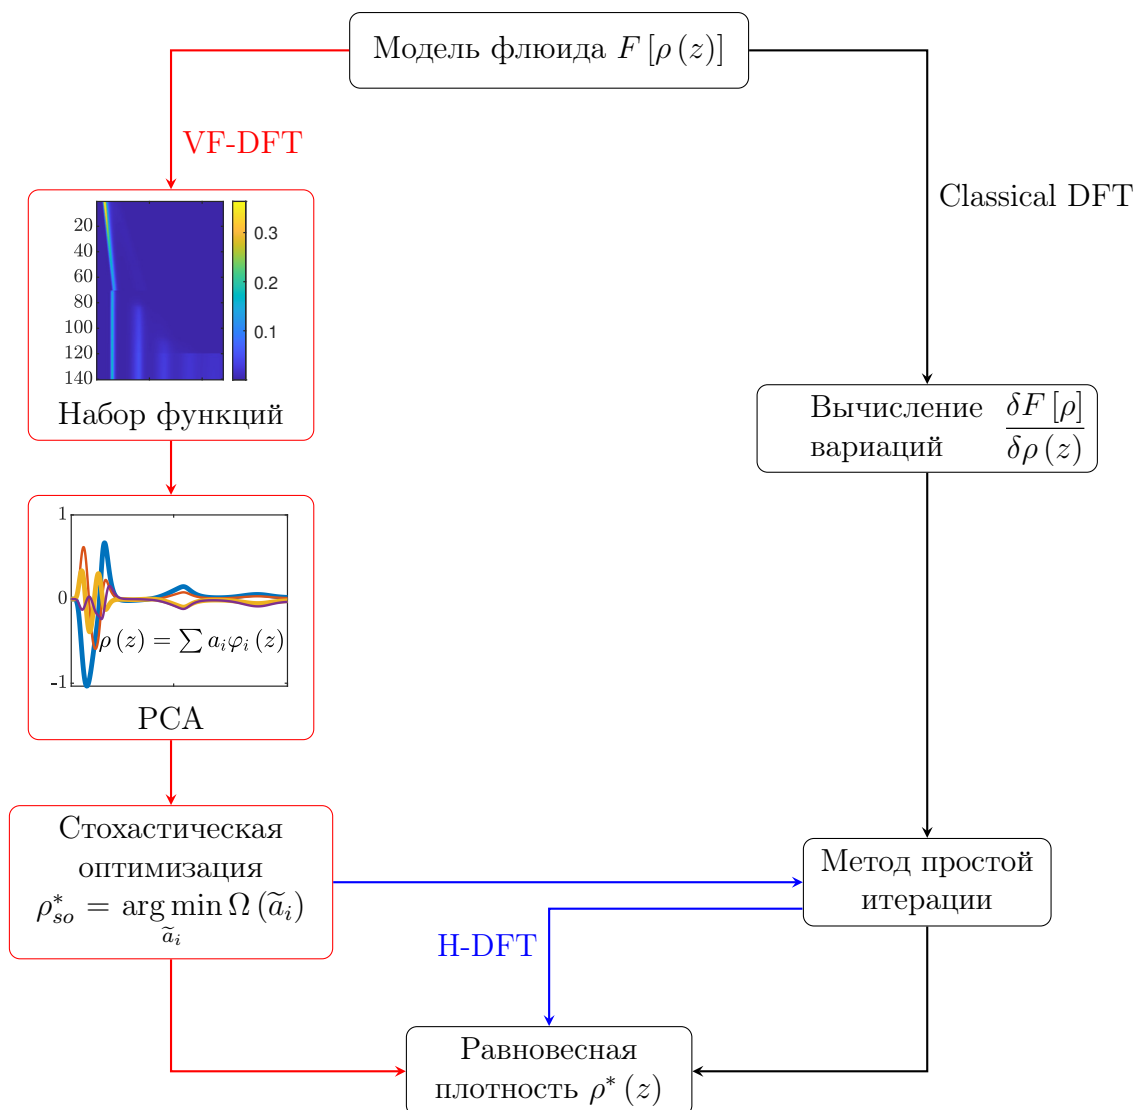 Модель флюида F [ρ (z)]
VF-DFT
Classical DFT
20
40
60
80
100
120
140
0.3
0.2
0.1
Набор функций
Вычисление
вариаций
δF [ρ]
δρ (z)
1
0
-1
ρ (z) = ∑ a_i φ_i (z)
PCA
Стохастическая
оптимизация
ρ*_so = arg min Ω (ã_i)
ã_i
Метод простой
итерации
H-DFT
Равновесная
плотность ρ* (z)